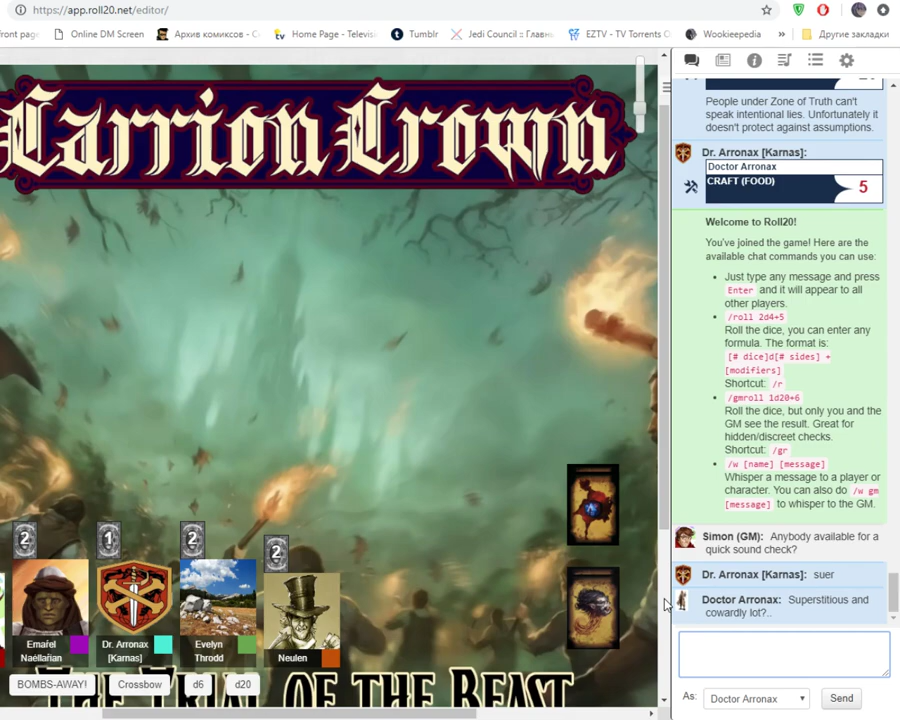 https://app.roll20.net/editor/
front page
Online DM Screen
Архив комиксов - C
Home Page - Televis
Tumblr
Jedi Council :: Главн
EZTV - TV Torrents O
Wookieepedia
»
Другие закладки
Carrion Crown
People under Zone of Truth can't
speak intentional lies. Unfortunately it
doesn't protect against assumptions.
Dr. Arronax [Karnas]:
Doctor Arronax
CRAFT (FOOD)
5
Welcome to Roll20!
You've joined the game! Here are the
available chat commands you can use:
• Just type any message and press
Enter and it will appear to all
other players.
• /roll 2d4+5
Roll the dice, you can enter any
formula. The format is:
[# dice]d[# sides] +
[modifiers]
Shortcut: /r
• /gmroll 1d20+6
Roll the dice, but only you and the
GM see the result. Great for
hidden/discreet checks.
Shortcut: /gr
• /w [name] [message]
Whisper a message to a player or
character. You can also do /w gm
[message] to whisper to the GM.
Simon (GM): Anybody available for a
quick sound check?
Dr. Arronax [Karnas]: suer
Doctor Arronax: Superstitious and
cowardly lot?..
As: Doctor Arronax
Send
2
1
2
2
Emařel
Naëllařian
Dr. Arronax
[Karnas]
Evelyn
Throdd
Neulen
BOMBS-AWAY!
Crossbow
d6
d20
THE TRIAL OF THE BEAST